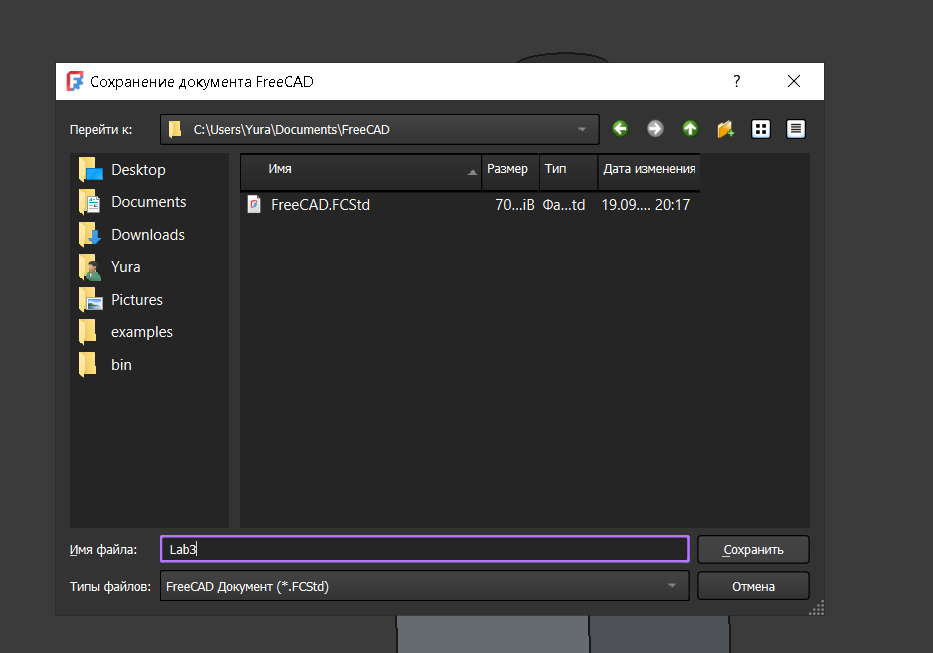 Сохранение документа FreeCAD
?
Перейти к:
C:\Users\Yura\Documents\FreeCAD
Desktop
Documents
Downloads
Yura
Pictures
examples
bin
Имя Размер Тип Дата изменения
FreeCAD.FCStd 70...iB Фа...td 19.09.... 20:17
Имя файла: Lab3 Сохранить
Типы файлов: FreeCAD Документ (*.FCStd) Отмена